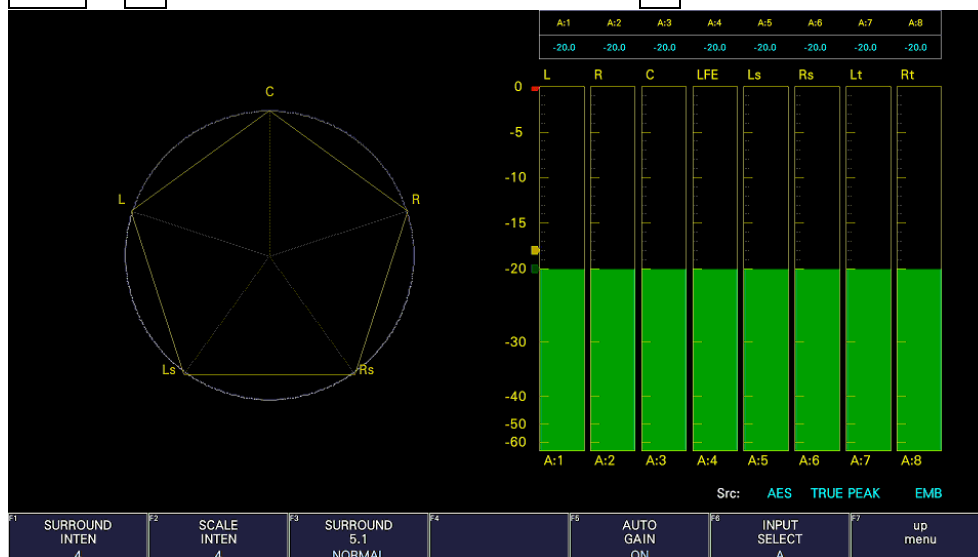 A:1 A:2 A:3 A:4 A:5 A:6 A:7 A:8
-20.0 -20.0 -20.0 -20.0 -20.0 -20.0 -20.0 -20.0
L R C LFE Ls Rs Lt Rt
C
L
R
Ls
Rs
0
-5
-10
-15
-20
-30
-40
-50
-60
A:1 A:2 A:3 A:4 A:5 A:6 A:7 A:8
Src: AES TRUE PEAK EMB
F1 SURROUND INTEN 4
F2 SCALE INTEN 4
F3 SURROUND 5.1 NORMAL
F4
F5 AUTO GAIN ON
F6 INPUT SELECT A
F7 up menu